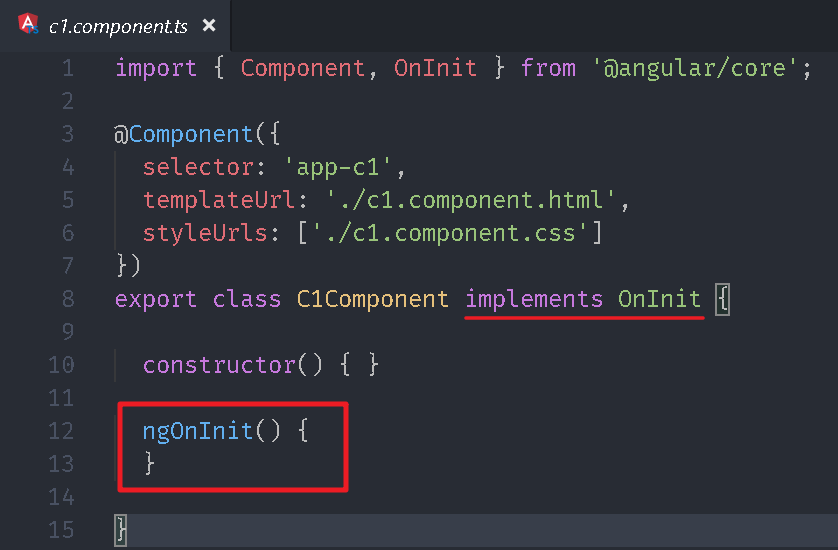 c1.component.ts ×
1 import { Component, OnInit } from '@angular/core';
2
3 @Component({
4   selector: 'app-c1',
5   templateUrl: './c1.component.html',
6   styleUrls: ['./c1.component.css']
7 })
8 export class C1Component implements OnInit {
9
10   constructor() { }
11
12   ngOnInit() {
13   }
14
15 }